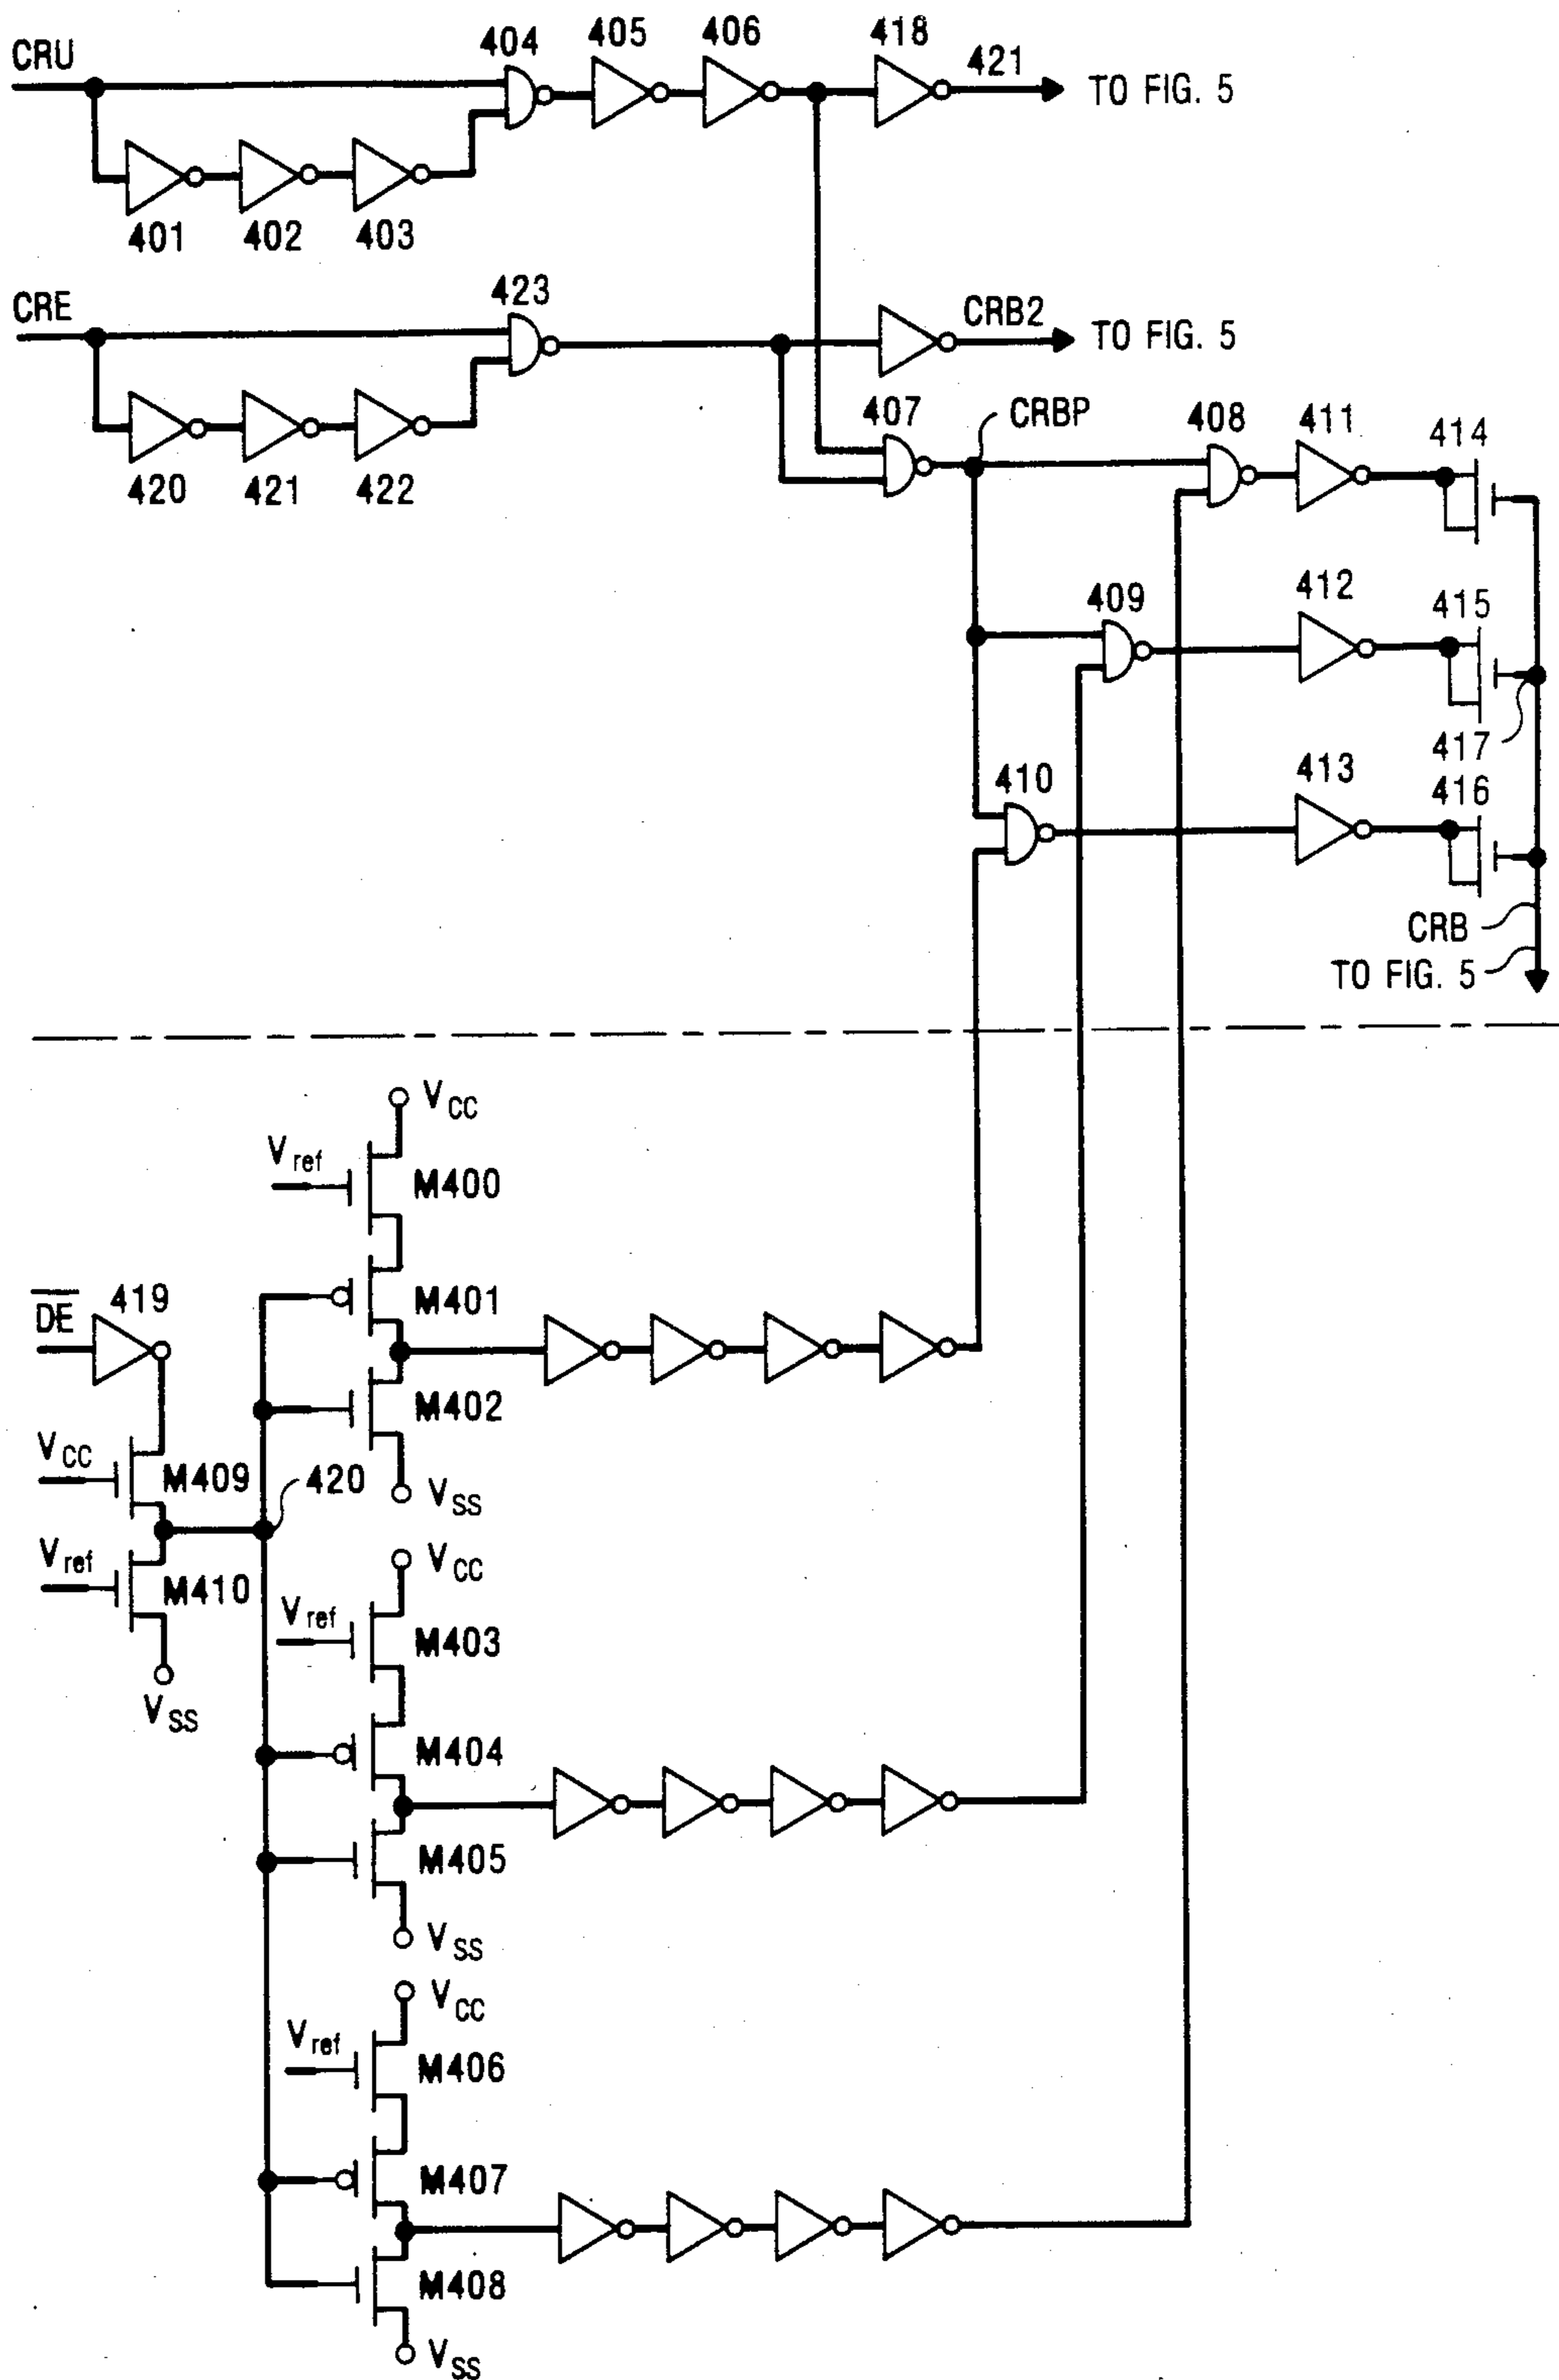 CRU
404
405
406
418
421
TO FIG. 5
401
402
403
CRE
423
CRB2
TO FIG. 5
420
421
422
407
CRBP
408
411
414
409
412
415
417
410
413
416
CRB
TO FIG. 5
VCC
Vref
M400
M401
DE
419
M402
VCC
M409
420
VSS
Vref
M410
VCC
Vref
M403
VSS
M404
M405
VSS
VCC
Vref
M406
M407
M408
VSS